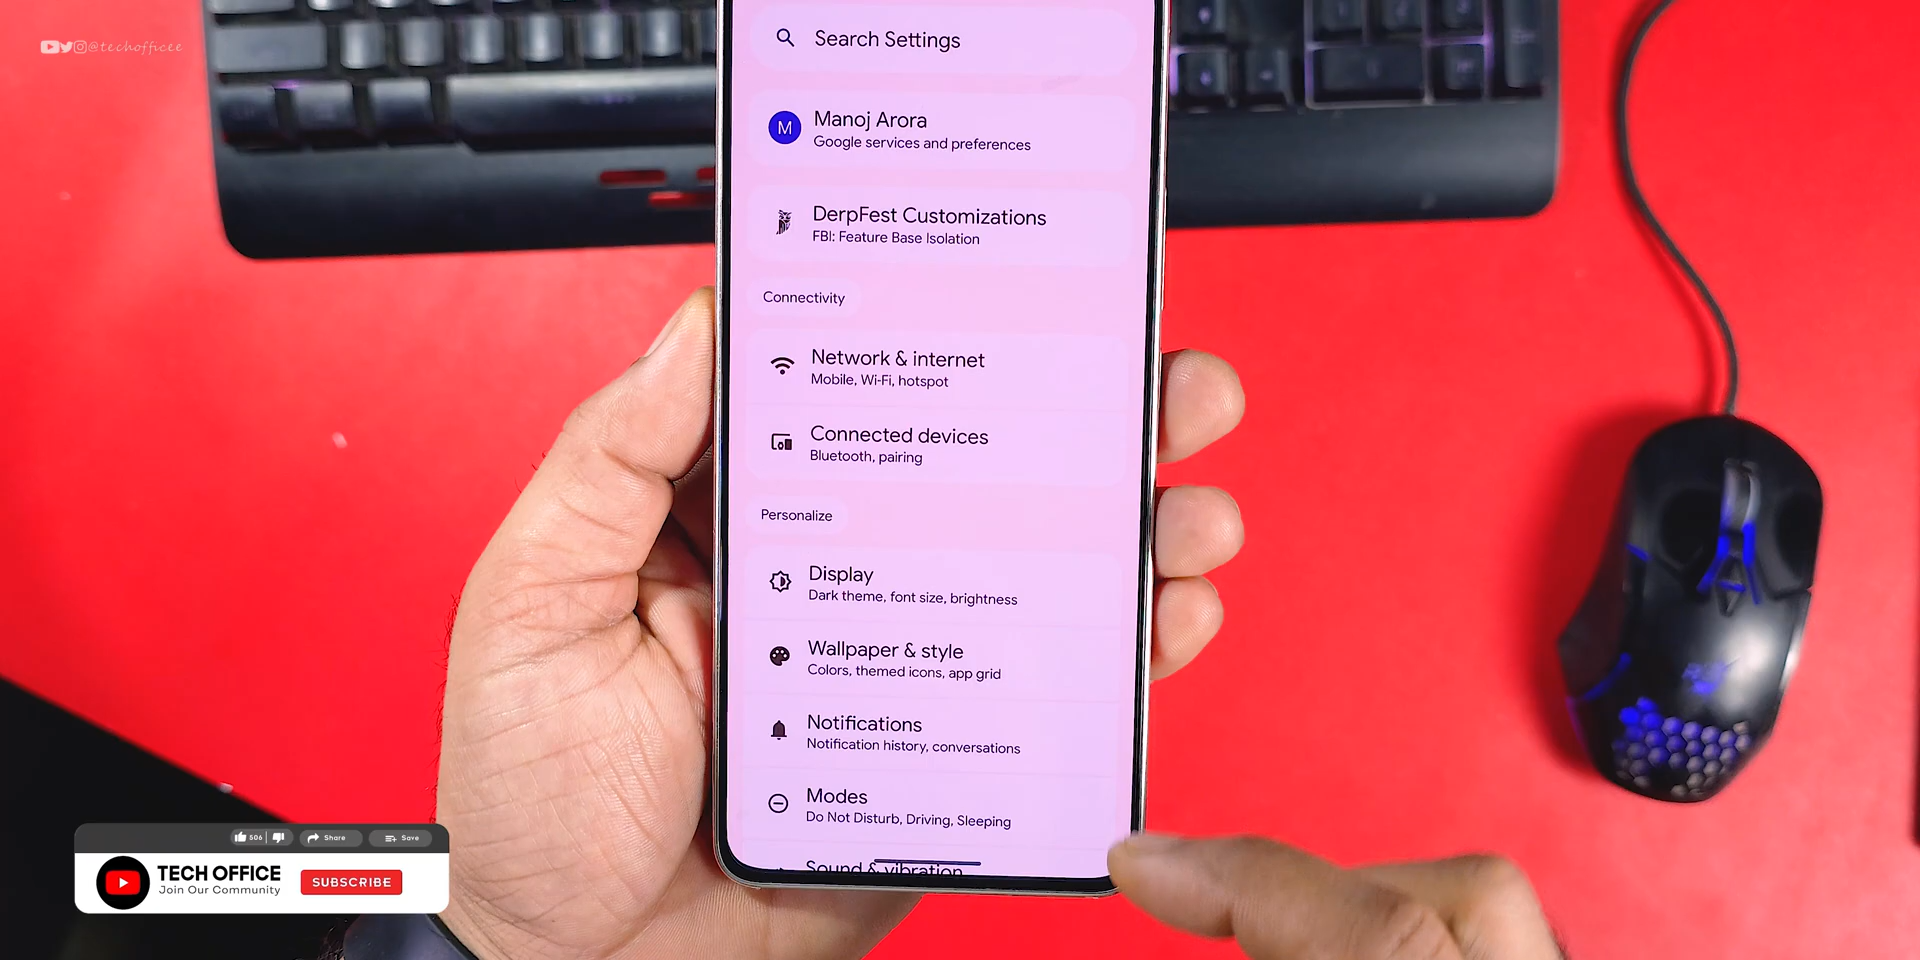 @techofficee
Search Settings
M
Manoj Arora
Google services and preferences
DerpFest Customizations
FBI: Feature Base Isolation
Connectivity
Network & internet
Mobile, Wi-Fi, hotspot
Connected devices
Bluetooth, pairing
Personalize
Display
Dark theme, font size, brightness
Wallpaper & style
Colors, themed icons, app grid
Notifications
Notification history, conversations
Modes
Do Not Disturb, Driving, Sleeping
Sound & vibration
506 Share Save
TECH OFFICE
Join Our Community
SUBSCRIBE